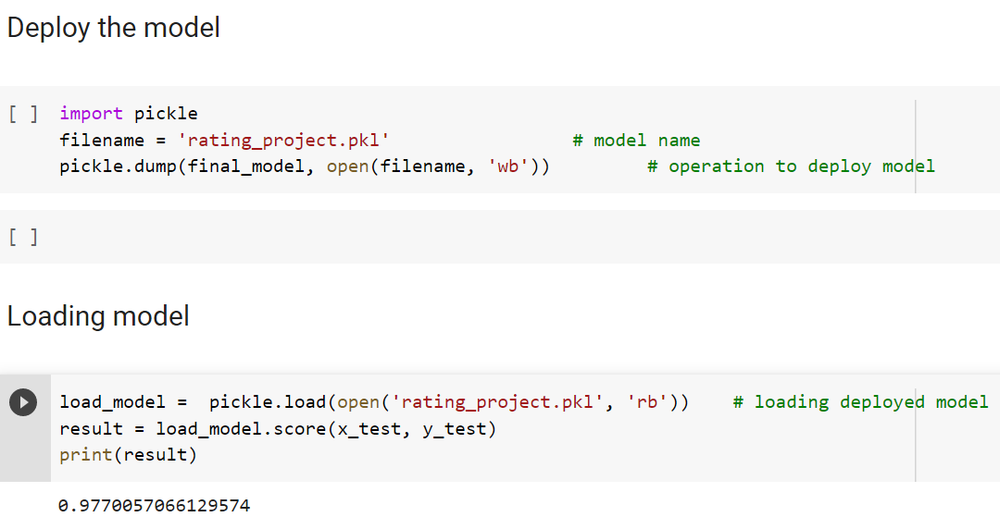 Deploy the model
[ ] import pickle
filename = 'rating_project.pkl' # model name
pickle.dump(final_model, open(filename, 'wb')) # operation to deploy model
[ ]
Loading model
load_model =  pickle.load(open('rating_project.pkl', 'rb')) # loading deployed model
result = load_model.score(x_test, y_test)
print(result)
0.9770057066129574